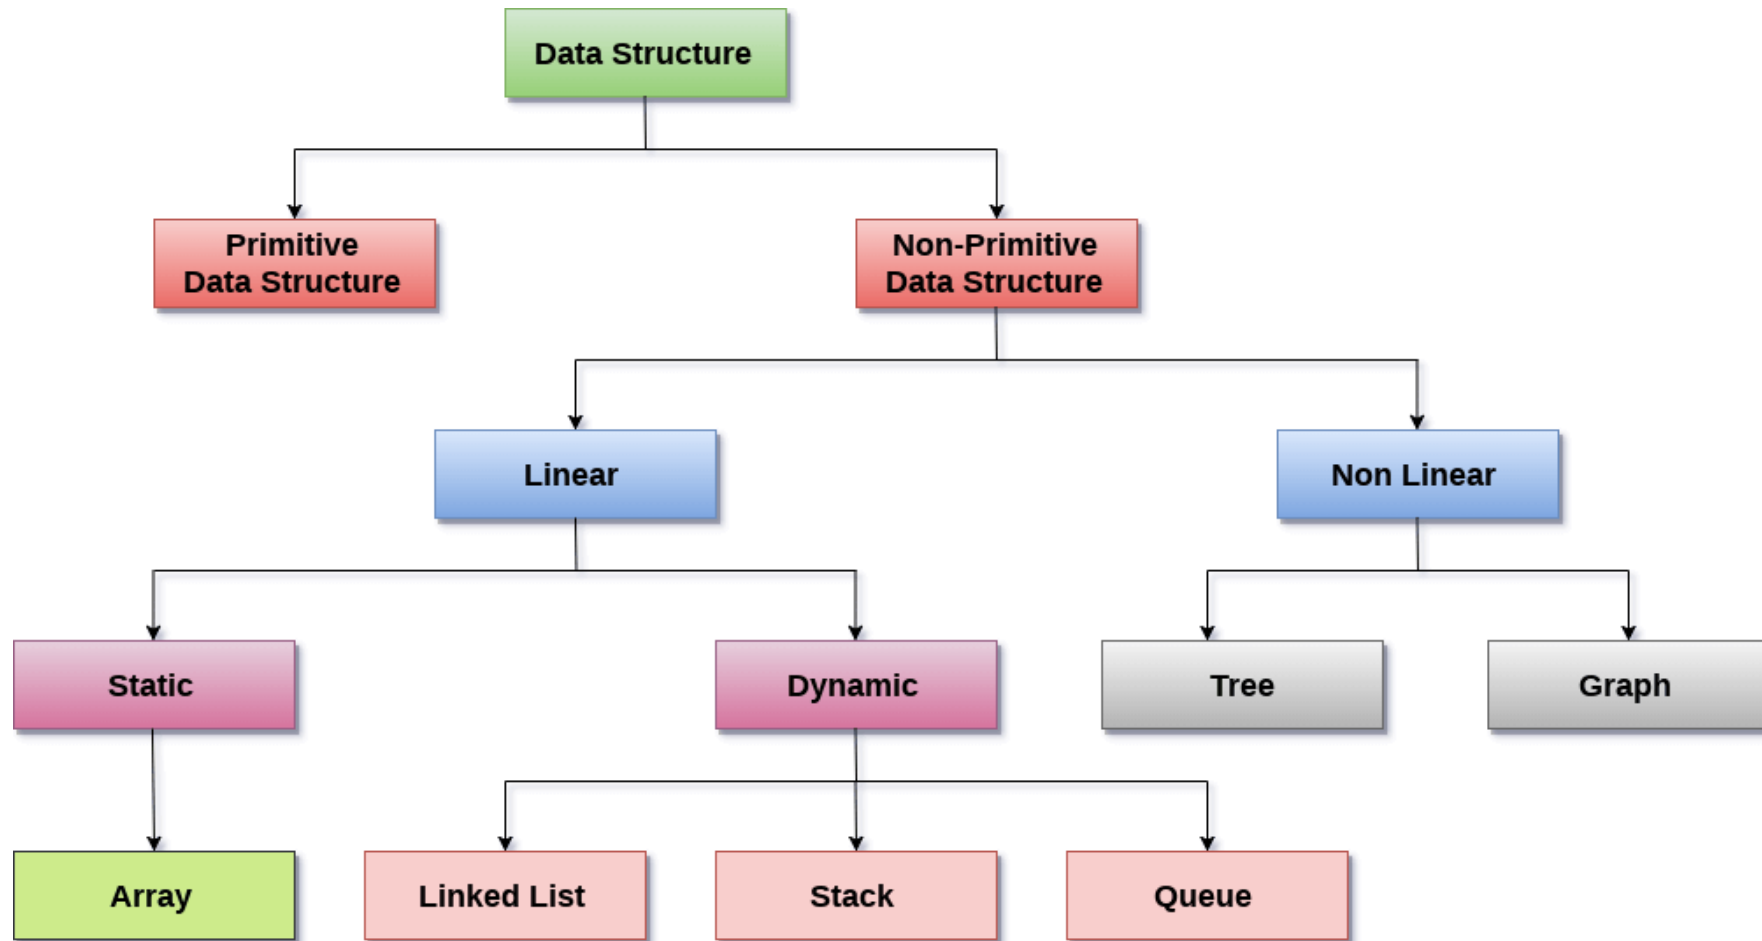 Data Structure
Primitive
Data Structure
Non-Primitive
Data Structure
Linear
Non Linear
Static
Dynamic
Tree
Graph
Array
Linked List
Stack
Queue